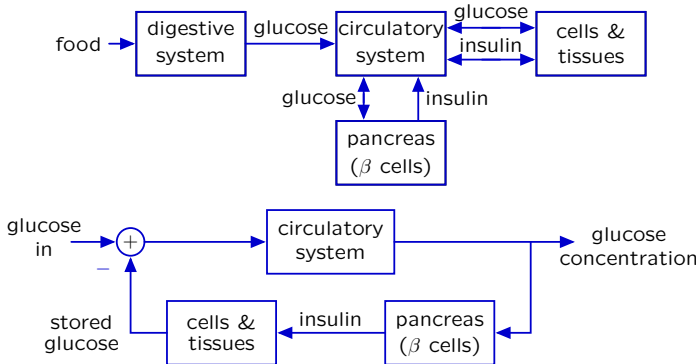 food
digestive
system
glucose
circulatory
system
glucose
insulin
cells &
tissues
glucose
insulin
pancreas
(β cells)
glucose
in
+
−
circulatory
system
glucose
concentration
stored
glucose
cells &
tissues
insulin
pancreas
(β cells)